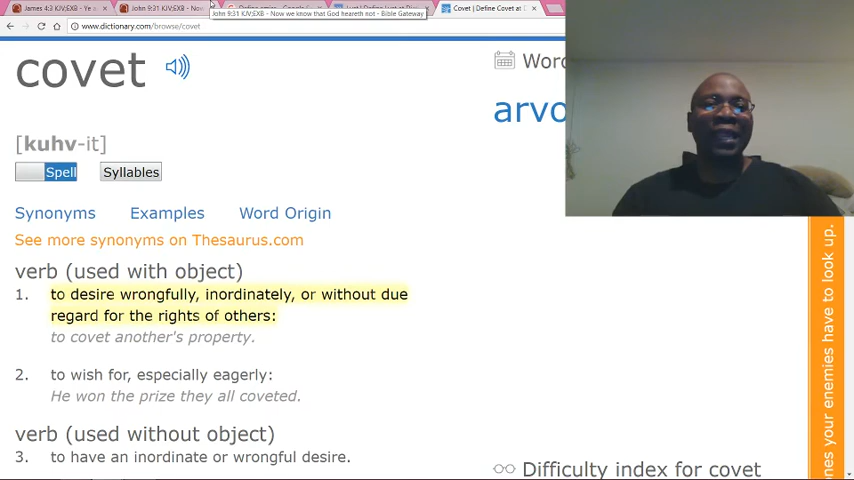 James 4:3 KJV;EXB - Ye a
John 9:31 KJV;EXB - Now
John 9:31 KJV;EXB - Now we know that God heareth not - Bible Gateway
Covet | Define Covet at D
www.dictionary.com/browse/covet
covet
Word
arvo
[kuhv-it]
Spell
Syllables
Synonyms Examples Word Origin
See more synonyms on Thesaurus.com
verb (used with object)
1. to desire wrongfully, inordinately, or without due
regard for the rights of others:
to covet another's property.
2. to wish for, especially eagerly:
He won the prize they all coveted.
verb (used without object)
3. to have an inordinate or wrongful desire.
Difficulty index for covet
ones your enemies have to look up.